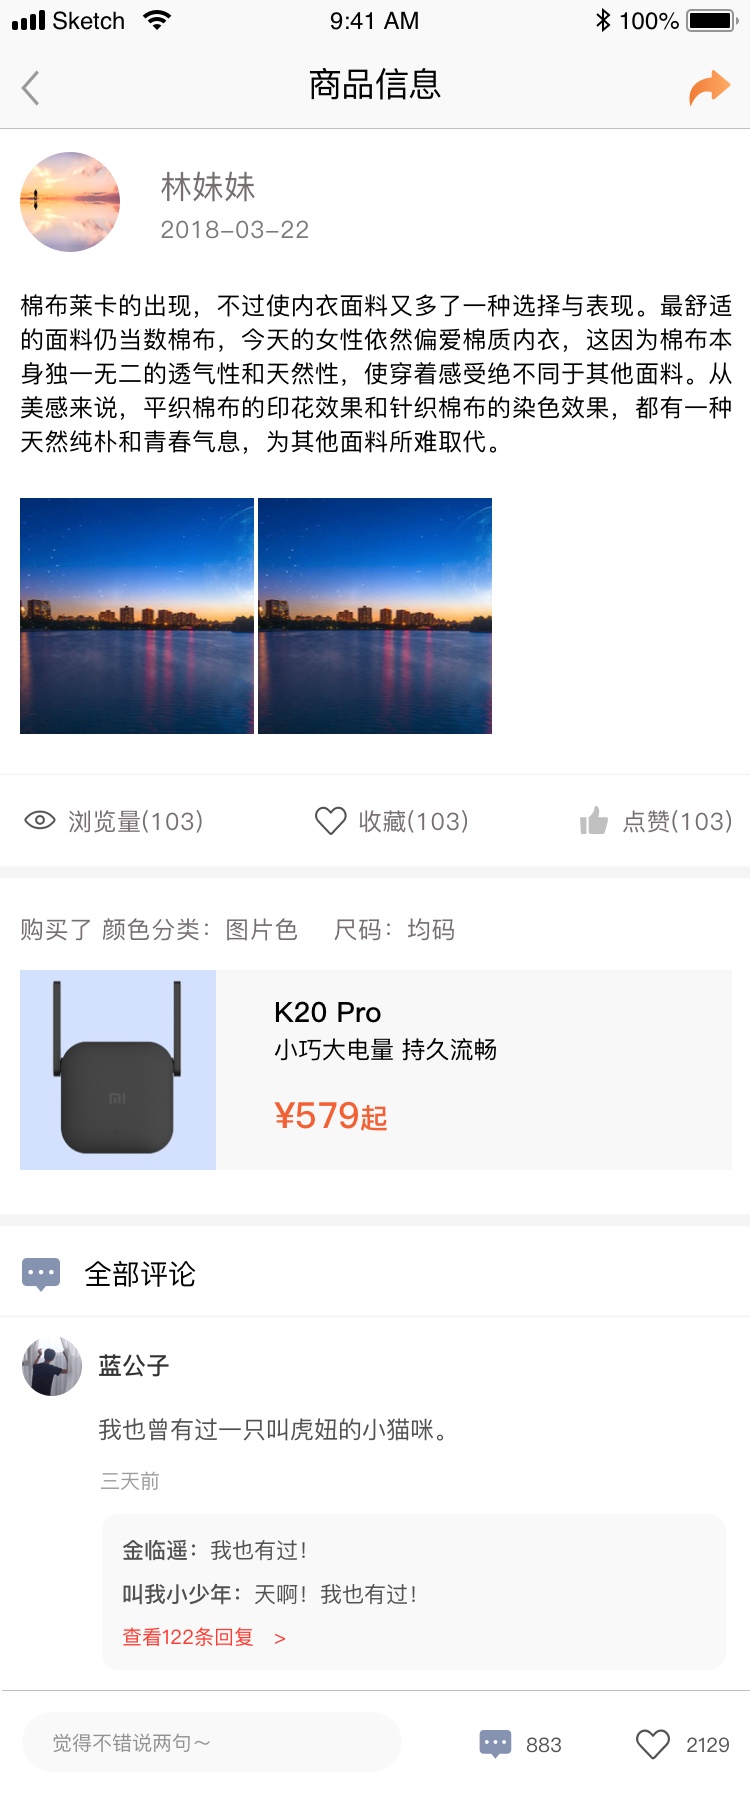 Sketch 9:41 AM 100%
商品信息
林妹妹
2018-03-22
棉布莱卡的出现，不过使内衣面料又多了一种选择与表现。最舒适
的面料仍当数棉布，今天的女性依然偏爱棉质内衣，这因为棉布本
身独一无二的透气性和天然性，使穿着感受绝不同于其他面料。从
美感来说，平织棉布的印花效果和针织棉布的染色效果，都有一种
天然纯朴和青春气息，为其他面料所难取代。
浏览量(103) 收藏(103) 点赞(103)
购买了 颜色分类：图片色 尺码：均码
K20 Pro
小巧大电量 持久流畅
¥579起
全部评论
蓝公子
我也曾有过一只叫虎妞的小猫咪。
三天前
金临遥：我也有过！
叫我小少年：天啊！我也有过！
查看122条回复 >
觉得不错说两句～ 883 2129